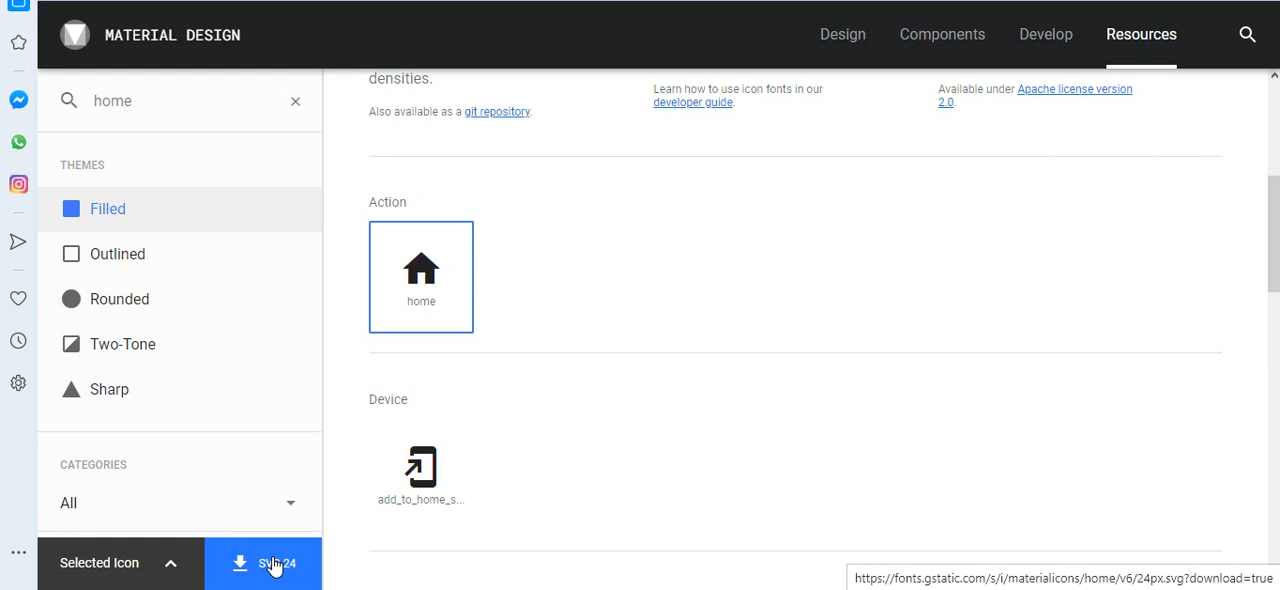 MATERIAL DESIGN
Design
Components
Develop
Resources
home
THEMES
Filled
Outlined
Rounded
Two-Tone
Sharp
CATEGORIES
All
Selected Icon
24
densities.
Also available as a git repository.
Learn how to use icon fonts in our
developer guide.
Available under Apache license version
2.0.
Action
home
Device
add_to_home_s...
https://fonts.gstatic.com/s/i/materialicons/home/v6/24px.svg?download=true